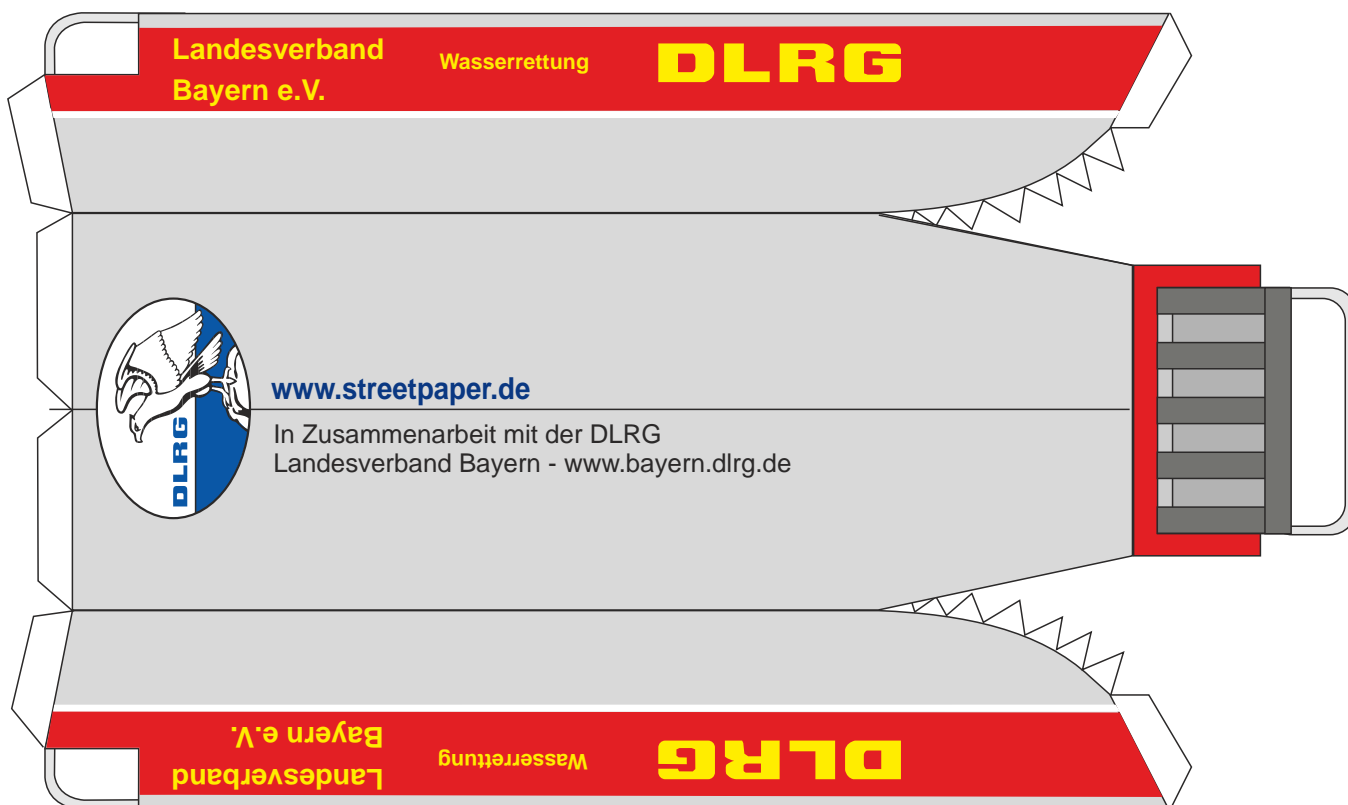 Landesverband
Bayern e.V.
Wasserrettung
DLRG
www.streetpaper.de
In Zusammenarbeit mit der DLRG
Landesverband Bayern - www.bayern.dlrg.de
DLRG
Landesverband
Bayern e.V.
Wasserrettung
DLRG